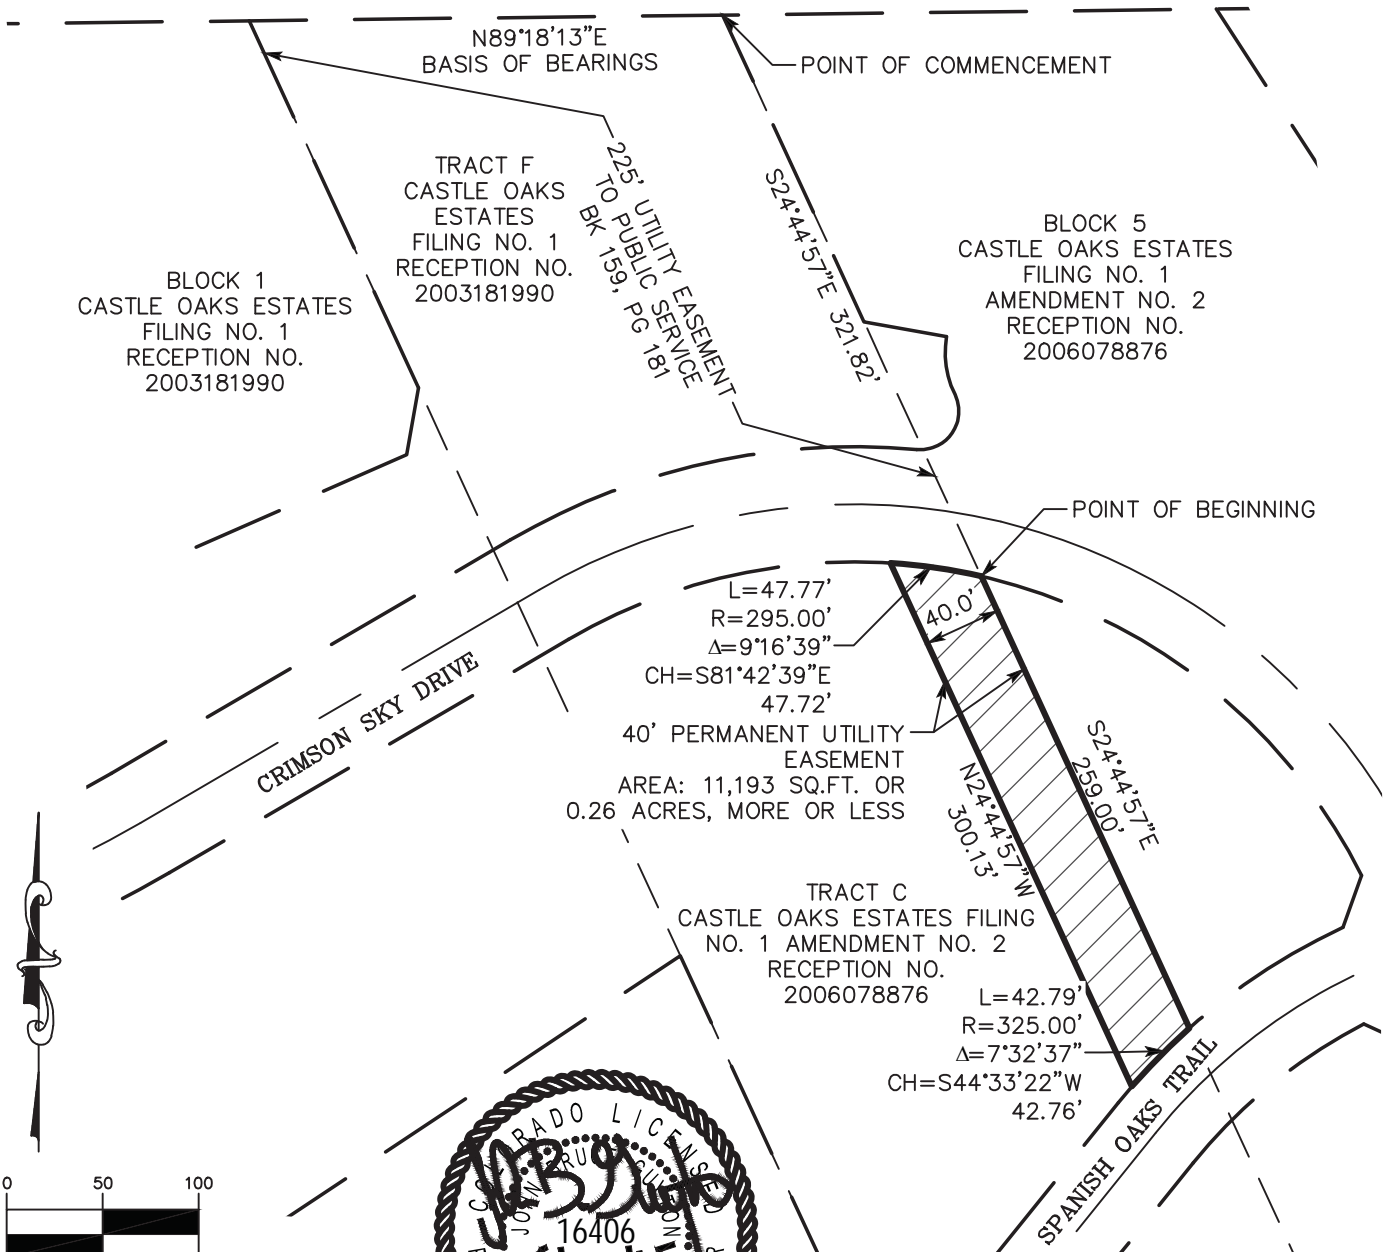 N89°18'13"E
BASIS OF BEARINGS
POINT OF COMMENCEMENT
TRACT F
CASTLE OAKS
ESTATES
FILING NO. 1
RECEPTION NO.
2003181990
225' UTILITY EASEMENT
TO PUBLIC SERVICE
BK 159, PG 181
S24°44'57"E 321.82'
BLOCK 5
CASTLE OAKS ESTATES
FILING NO. 1
AMENDMENT NO. 2
RECEPTION NO.
2006078876
BLOCK 1
CASTLE OAKS ESTATES
FILING NO. 1
RECEPTION NO.
2003181990
POINT OF BEGINNING
L=47.77'
R=295.00'
Δ=9°16'39"
CH=S81°42'39"E
47.72'
40.0'
40' PERMANENT UTILITY
EASEMENT
AREA: 11,193 SQ.FT. OR
0.26 ACRES, MORE OR LESS
CRIMSON SKY DRIVE
S24°44'57"E
259.00'
N24°44'57"W
300.13'
TRACT C
CASTLE OAKS ESTATES FILING
NO. 1 AMENDMENT NO. 2
RECEPTION NO.
2006078876
L=42.79'
R=325.00'
Δ=7°32'37"
CH=S44°33'22"W
42.76'
SPANISH OAKS TRAIL
0 50 100
LICENSED
16406